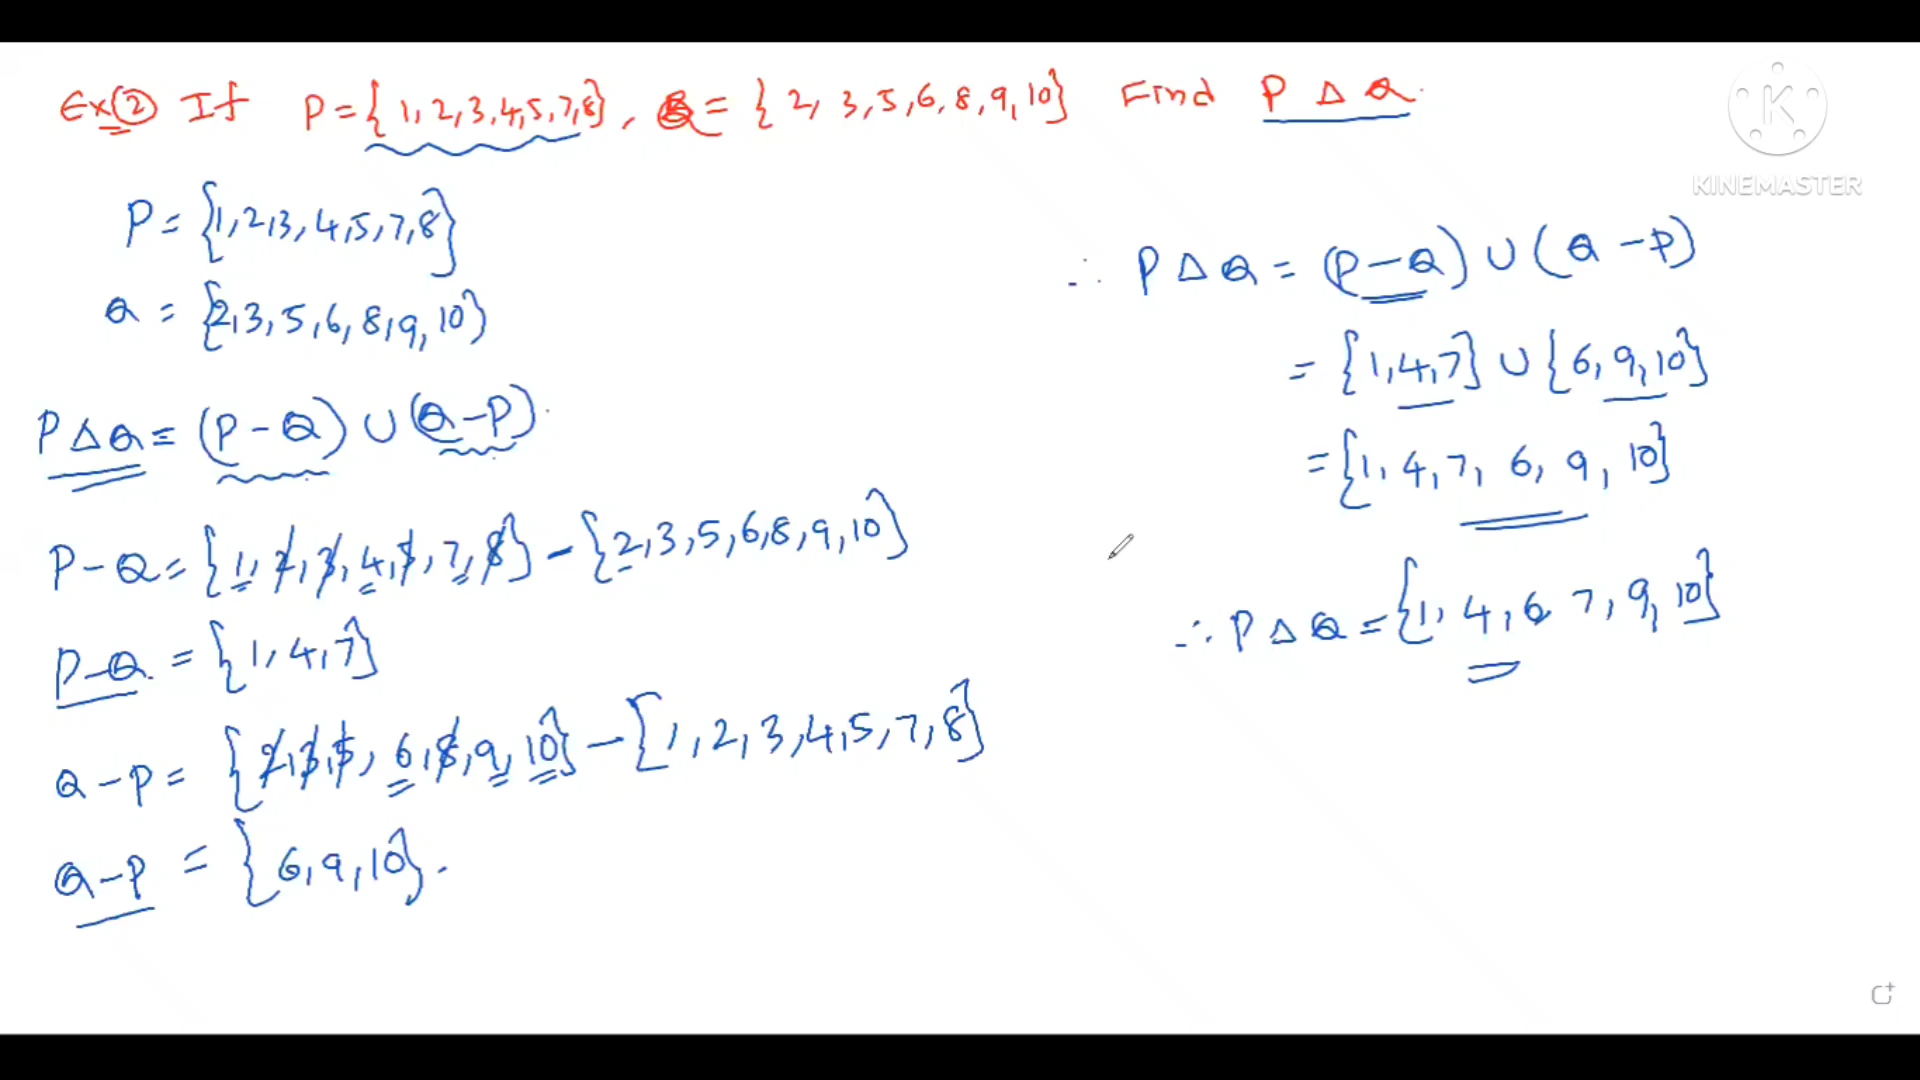 Ex② If P = {1,2,3,4,5,7,8}, Q = {2,3,5,6,8,9,10} Find P Δ Q.
KINEMASTER
P = {1,2,3,4,5,7,8}
Q = {2,3,5,6,8,9,10}
P Δ Q = (P-Q) ∪ (Q-P).
P-Q = {1,2,3,4,5,7,8} - {2,3,5,6,8,9,10}
P-Q = {1,4,7}
Q-P = {2,3,5,6,8,9,10} - {1,2,3,4,5,7,8}
Q-P = {6,9,10}.
∴ P Δ Q = (P-Q) ∪ (Q-P)
= {1,4,7} ∪ {6,9,10}
= {1,4,7,6,9,10}
∴ P Δ Q = {1,4,6 7,9,10}